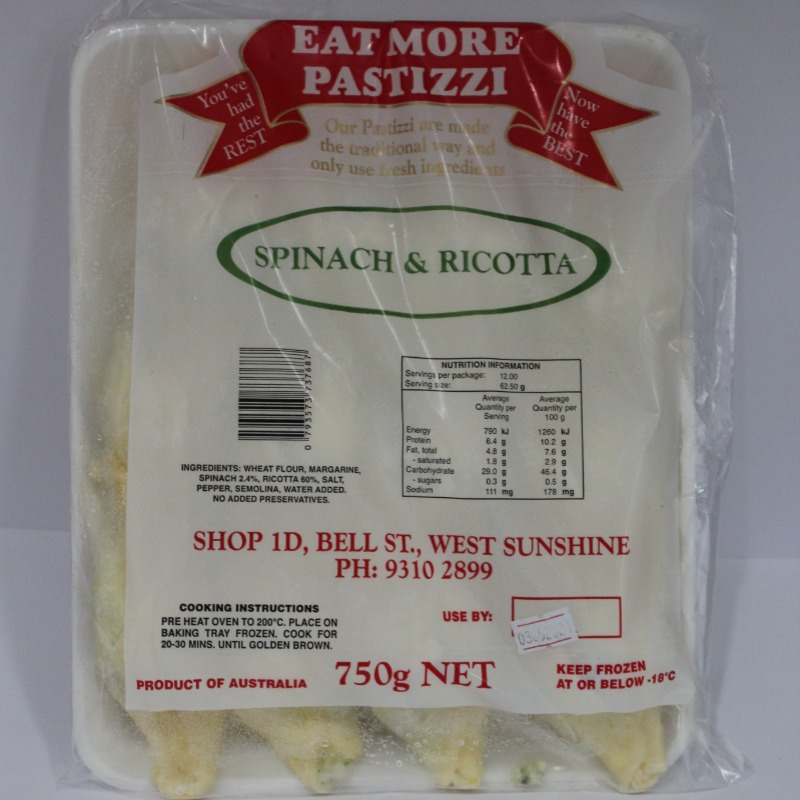 EAT MORE
PASTIZZI
You've
had
the
REST
Now
have
the
BEST
Our Pastizzi are made
the traditional way and
only use fresh ingredients
SPINACH & RICOTTA
0 793573 737687
NUTRITION INFORMATION
Servings per package: 12.00
Serving size: 62.50 g
Average Quantity per Serving Average Quantity per 100 g
Energy 790 kJ 1260 kJ
Protein 6.4 g 10.2 g
Fat, total 4.8 g 7.6 g
- saturated 1.8 g 2.9 g
Carbohydrate 29.0 g 46.4 g
- sugars 0.3 g 0.5 g
Sodium 111 mg 178 mg
INGREDIENTS: WHEAT FLOUR, MARGARINE,
SPINACH 2.4%, RICOTTA 60%, SALT,
PEPPER, SEMOLINA, WATER ADDED.
NO ADDED PRESERVATIVES.
SHOP 1D, BELL ST., WEST SUNSHINE
PH: 9310 2899
COOKING INSTRUCTIONS
PRE HEAT OVEN TO 200°C. PLACE ON
BAKING TRAY FROZEN. COOK FOR
20-30 MINS. UNTIL GOLDEN BROWN.
USE BY:
PRODUCT OF AUSTRALIA
750g NET
KEEP FROZEN
AT OR BELOW -18°C